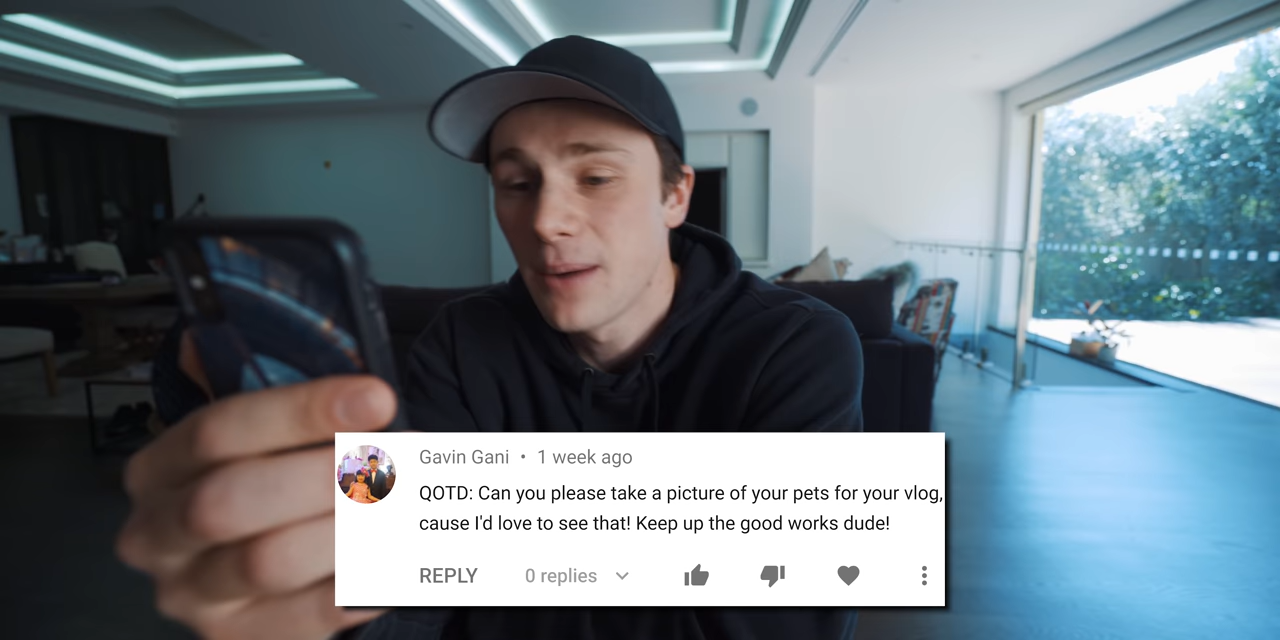 Gavin Gani • 1 week ago
QOTD: Can you please take a picture of your pets for your vlog,
cause I'd love to see that! Keep up the good works dude!
REPLY 0 replies